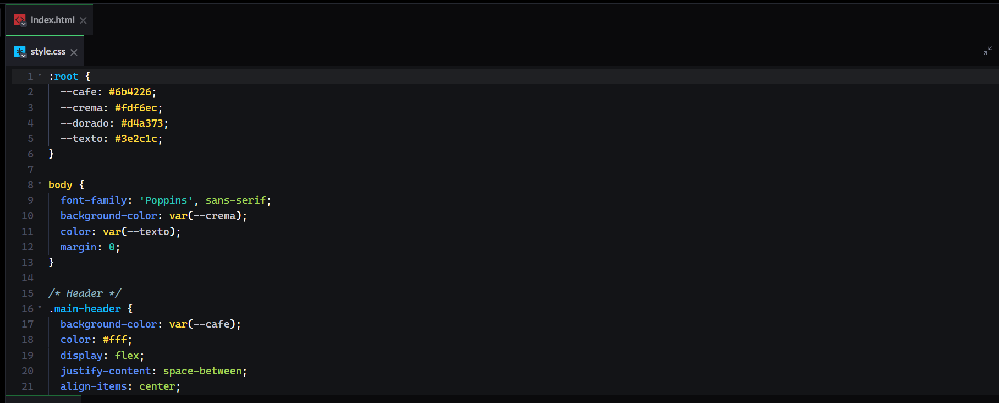 index.html
style.css
1 :root {
2 --cafe: #6b4226;
3 --crema: #fdf6ec;
4 --dorado: #d4a373;
5 --texto: #3e2c1c;
6 }
7
8 body {
9 font-family: 'Poppins', sans-serif;
10 background-color: var(--crema);
11 color: var(--texto);
12 margin: 0;
13 }
14
15 /* Header */
16 .main-header {
17 background-color: var(--cafe);
18 color: #fff;
19 display: flex;
20 justify-content: space-between;
21 align-items: center;